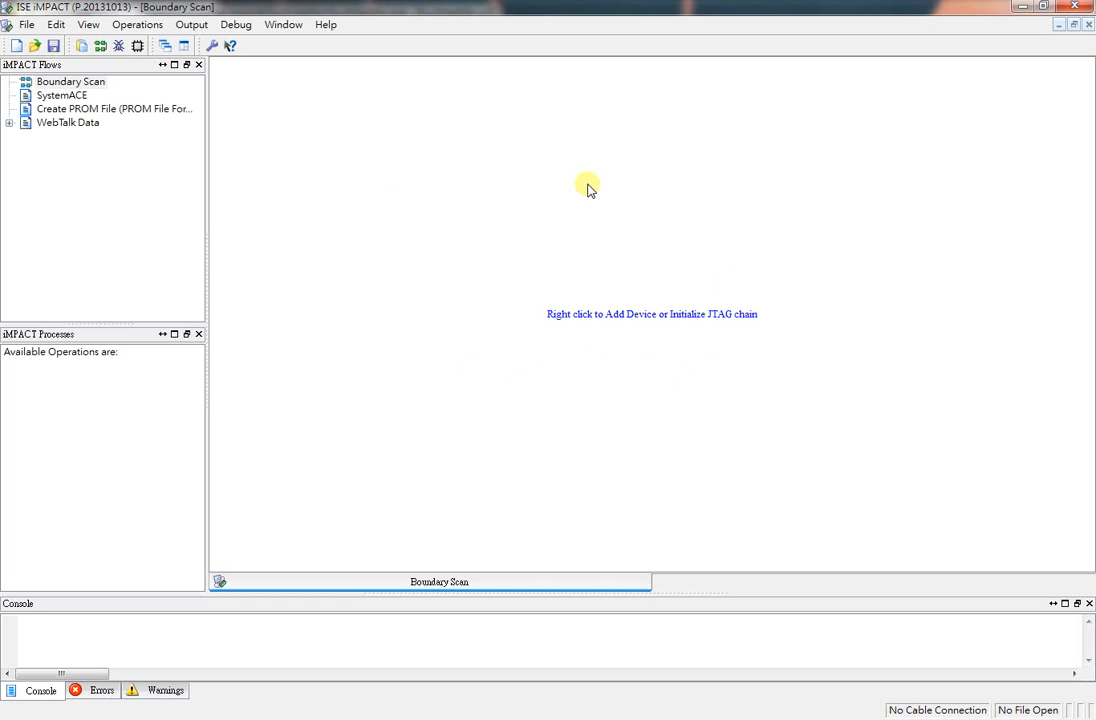 ISE iMPACT (P.20131013) - [Boundary Scan]
File Edit View Operations Output Debug Window Help
iMPACT Flows
Boundary Scan
SystemACE
Create PROM File (PROM File For...
WebTalk Data
Right click to Add Device or Initialize JTAG chain
iMPACT Processes
Available Operations are:
Boundary Scan
Console
Console Errors Warnings
No Cable Connection No File Open